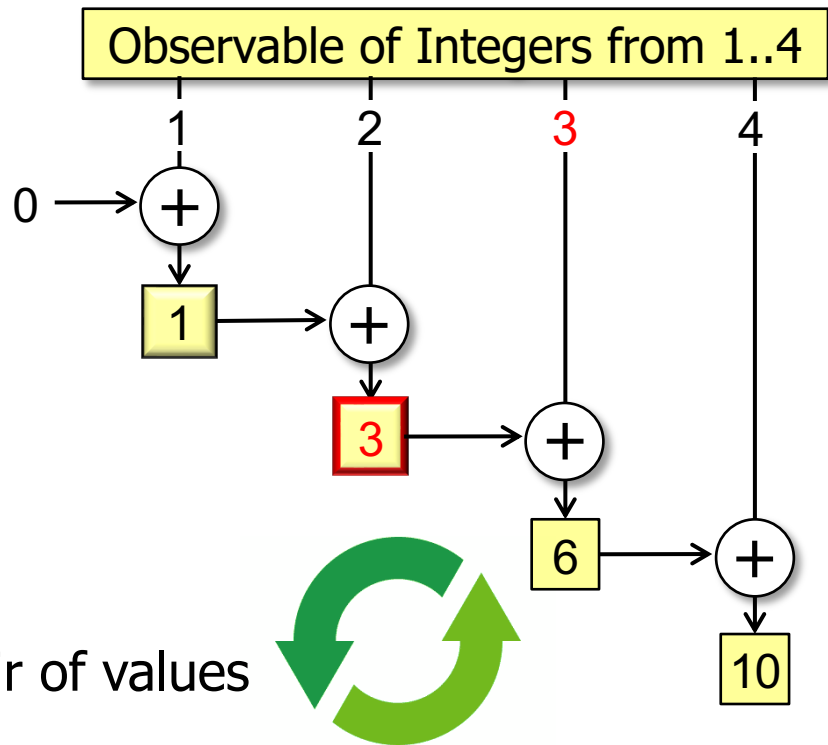 Observable of Integers from 1..4
1 2 3 4
0 +
1 +
3 +
6 +
r of values
10